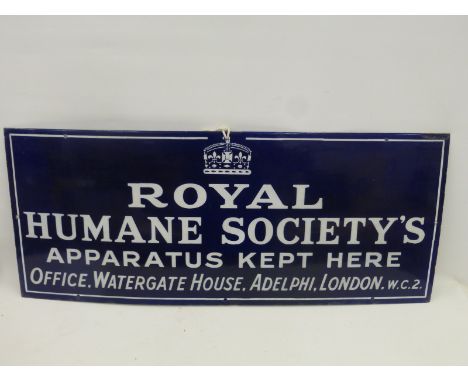 ROYAL
HUMANE SOCIETY'S
APPARATUS KEPT HERE
OFFICE. WATERGATE HOUSE, ADELPHI, LONDON. W.C.2.